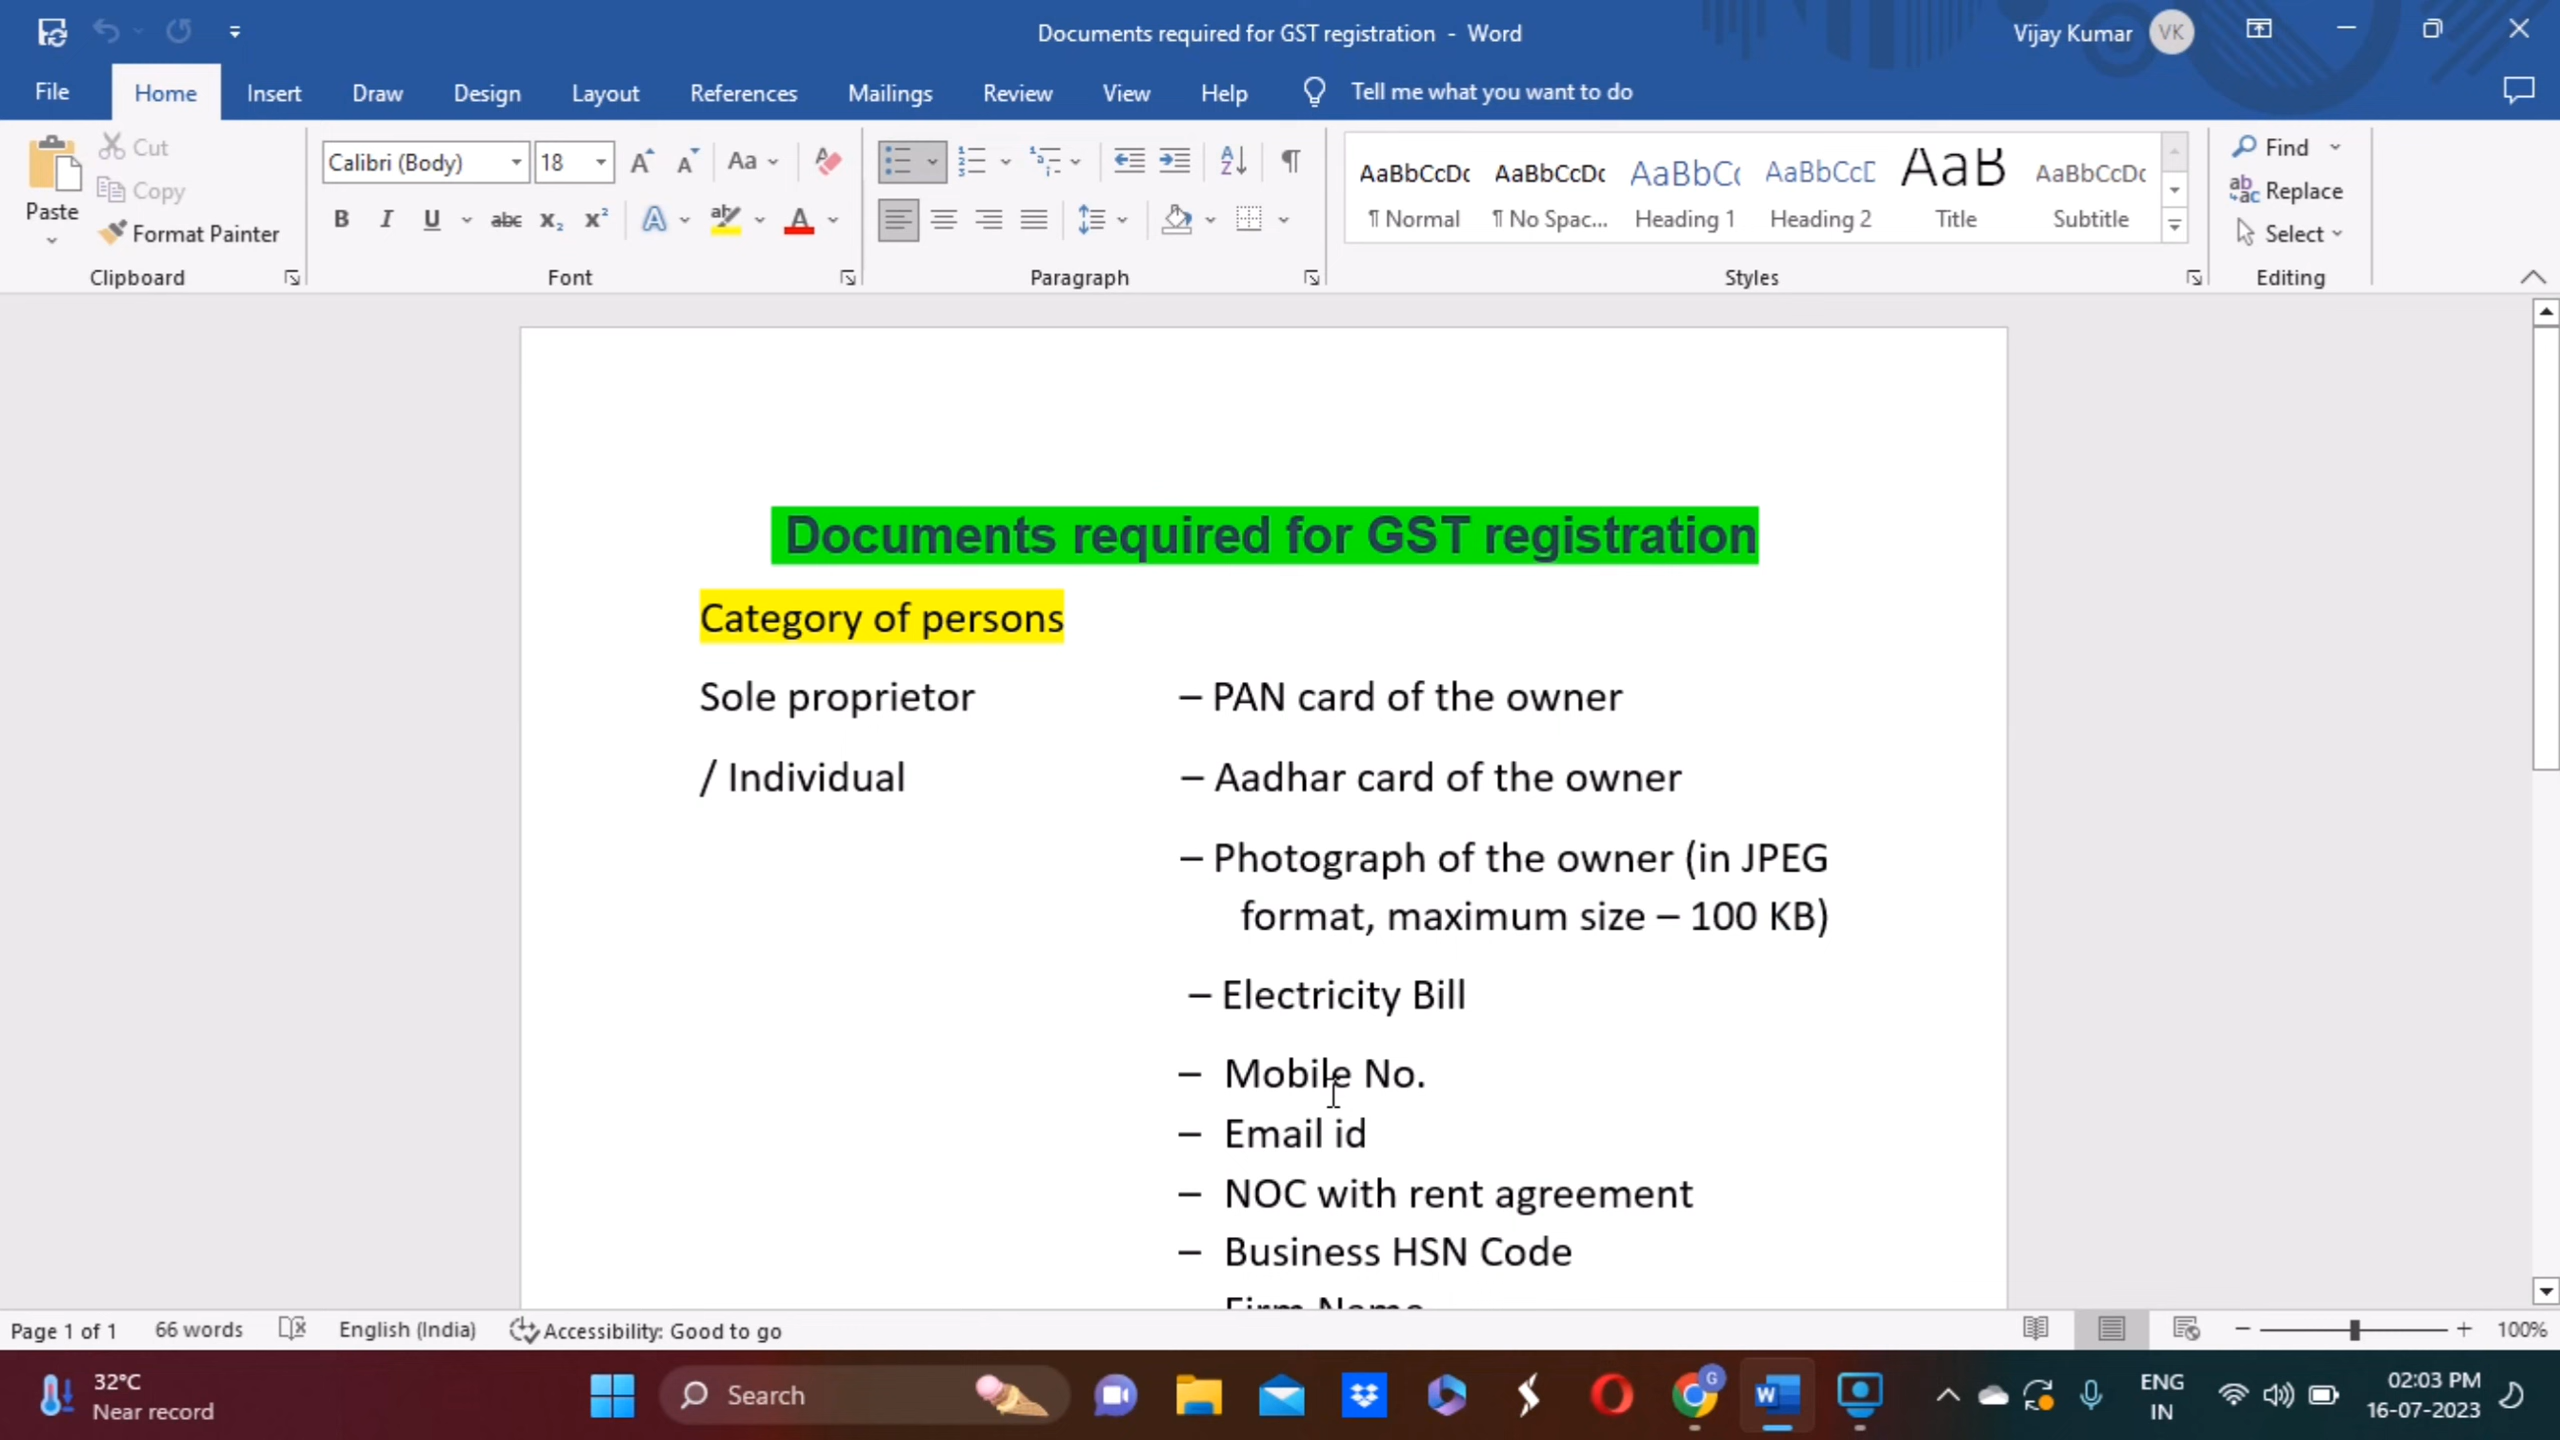 Documents required for GST registration - Word
Vijay Kumar VK
File Home Insert Draw Design Layout References Mailings Review View Help Tell me what you want to do
Paste
Cut
Copy
Format Painter
Clipboard
Calibri (Body) 18
Font
Paragraph
AaBbCcDc AaBbCcDc AaBbC( AaBbCcE AaB AaBbCcDc
¶ Normal ¶ No Spac... Heading 1 Heading 2 Title Subtitle
Styles
Find
Replace
Select
Editing
Documents required for GST registration
Category of persons
Sole proprietor – PAN card of the owner
/ Individual – Aadhar card of the owner
– Photograph of the owner (in JPEG
format, maximum size – 100 KB)
– Electricity Bill
– Mobile No.
– Email id
– NOC with rent agreement
– Business HSN Code
Firm Name
Page 1 of 1 66 words English (India) Accessibility: Good to go 100%
32°C
Near record
Search
ENG
IN
02:03 PM
16-07-2023